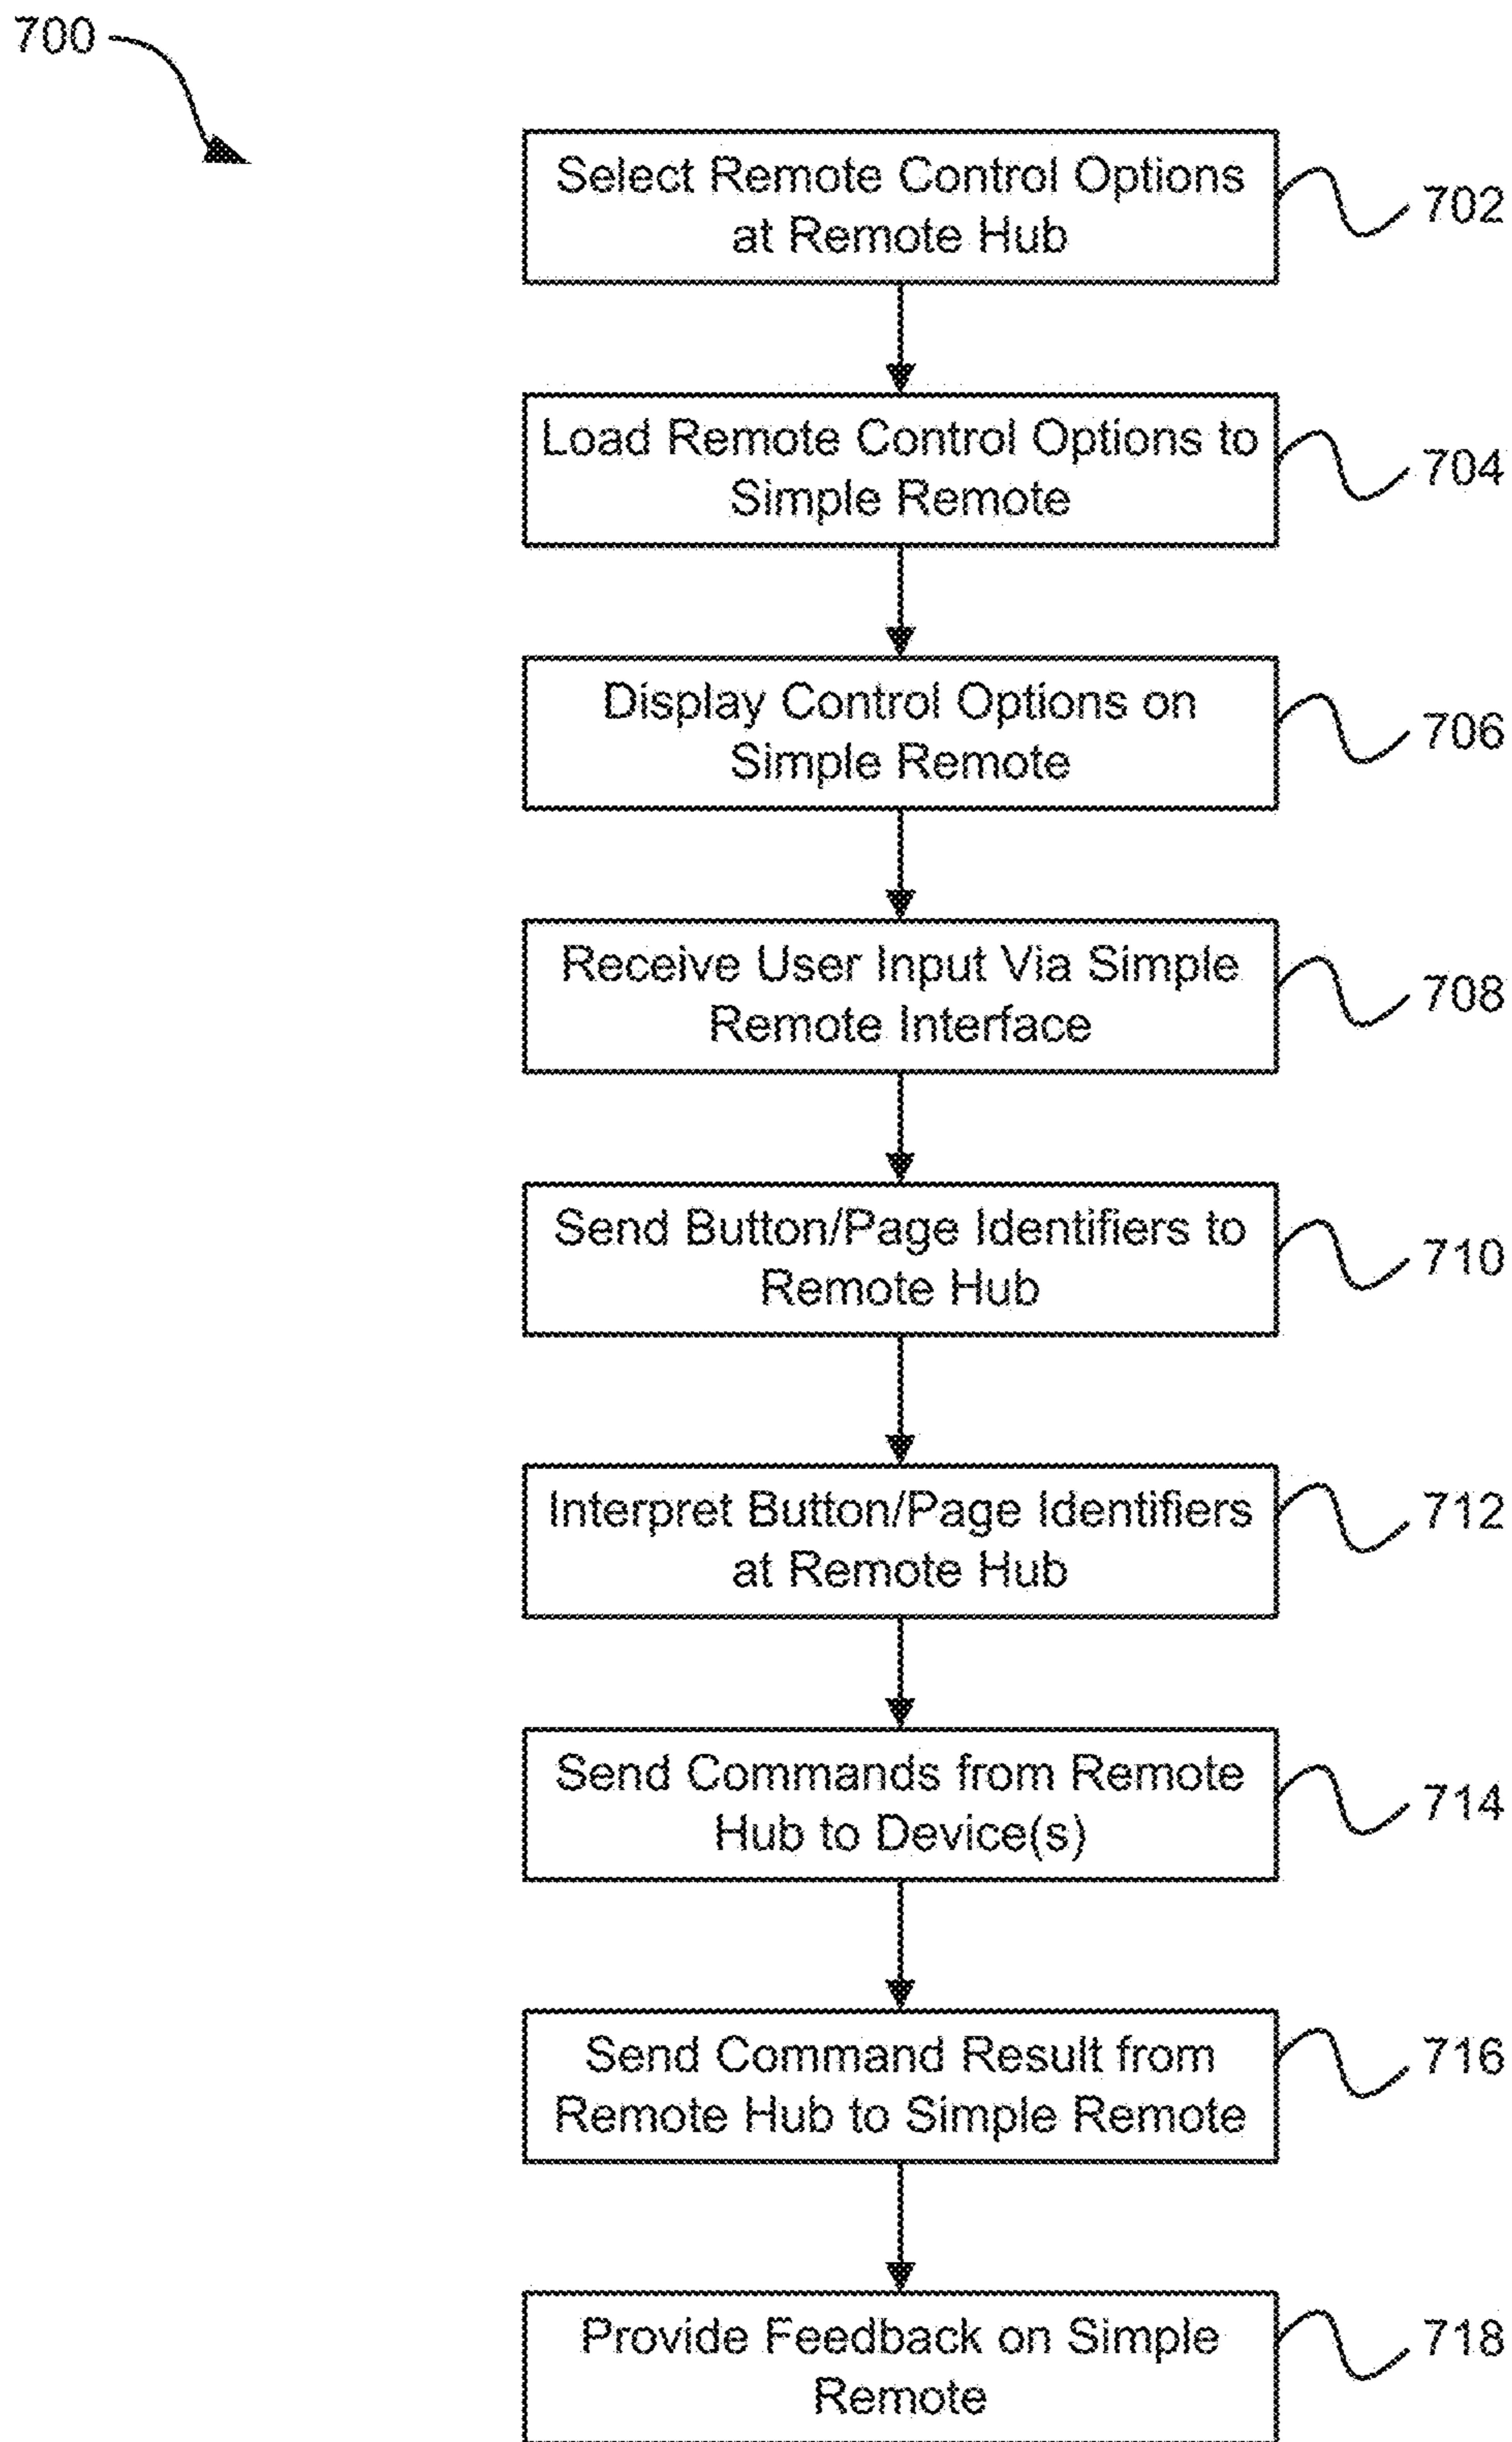 700
Select Remote Control Options
at Remote Hub
702
Load Remote Control Options to
Simple Remote
704
Display Control Options on
Simple Remote
706
Receive User Input Via Simple
Remote Interface
708
Send Button/Page Identifiers to
Remote Hub
710
Interpret Button/Page Identifiers
at Remote Hub
712
Send Commands from Remote
Hub to Device(s)
714
Send Command Result from
Remote Hub to Simple Remote
716
Provide Feedback on Simple
Remote
718